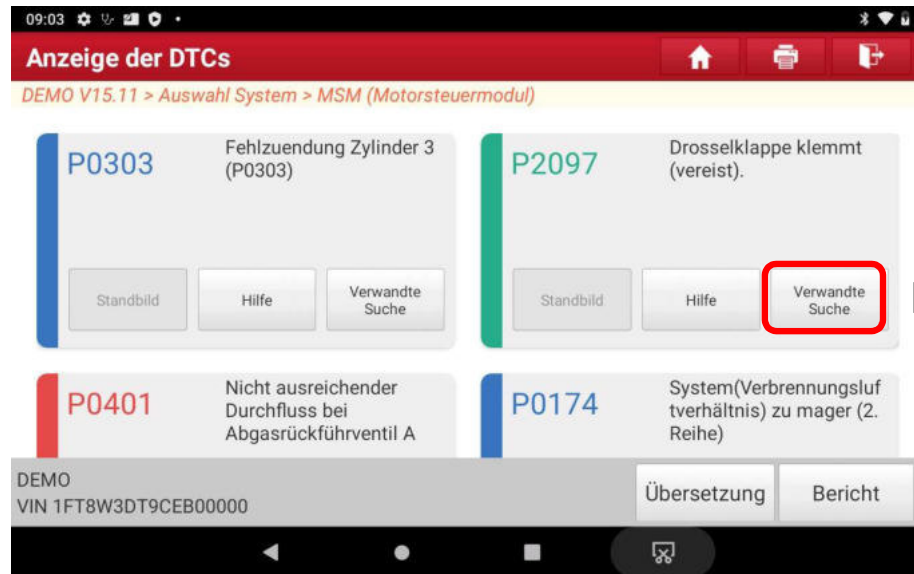 09:03
Anzeige der DTCs
DEMO V15.11 > Auswahl System > MSM (Motorsteuermodul)
P0303
Fehlzuendung Zylinder 3
(P0303)
Standbild
Hilfe
Verwandte
Suche
P2097
Drosselklappe klemmt
(vereist).
Standbild
Hilfe
Verwandte
Suche
P0401
Nicht ausreichender
Durchfluss bei
Abgasrückführventil A
P0174
System(Verbrennungsluf
tverhältnis) zu mager (2.
Reihe)
DEMO
VIN 1FT8W3DT9CEB00000
Übersetzung
Bericht